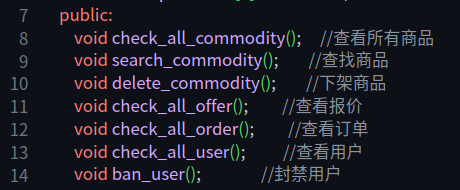 7 public:
8 void check_all_commodity(); //查看所有商品
9 void search_commodity(); //查找商品
10 void delete_commodity(); //下架商品
11 void check_all_offer(); //查看报价
12 void check_all_order(); //查看订单
13 void check_all_user(); //查看用户
14 void ban_user(); //封禁用户